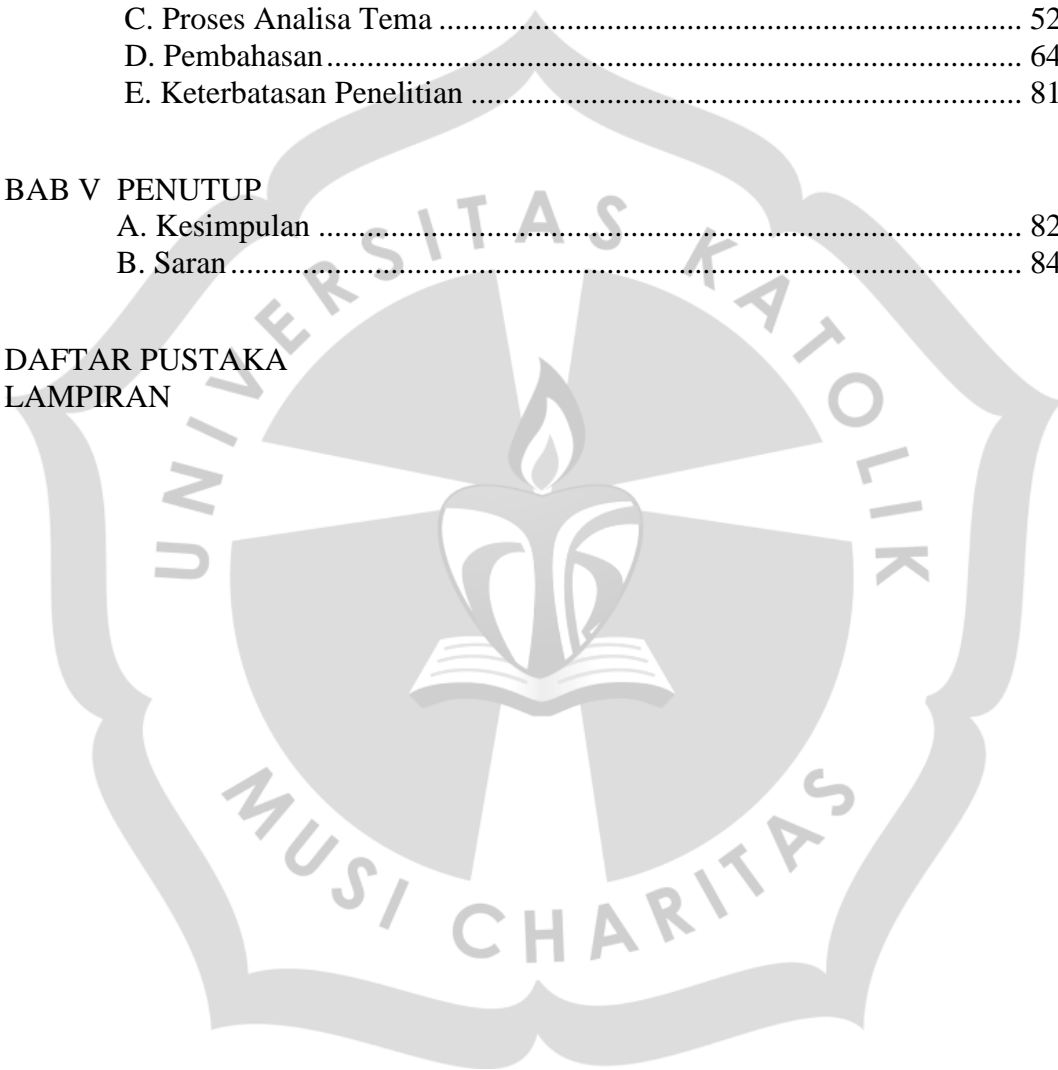 C. Proses Analisa Tema ........................................................................... 52
D. Pembahasan ......................................................................................... 64
E. Keterbatasan Penelitian ....................................................................... 81
BAB V PENUTUP
A. Kesimpulan ......................................................................................... 82
B. Saran .................................................................................................... 84
DAFTAR PUSTAKA
LAMPIRAN
UNIVERSITAS KATOLIK
MUSI CHARITAS